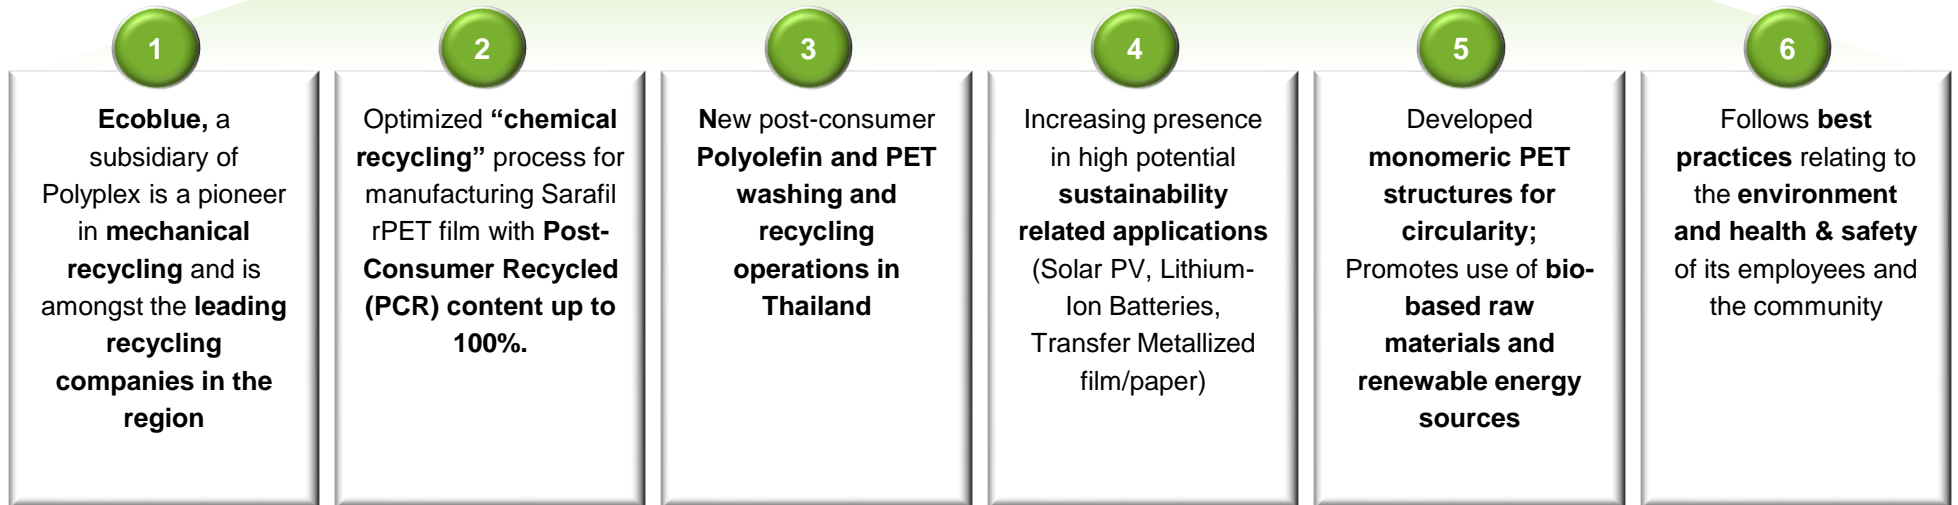 1
Ecoblue, a
subsidiary of
Polyplex is a pioneer
in mechanical
recycling and is
amongst the leading
recycling
companies in the
region
2
Optimized “chemical
recycling” process for
manufacturing Sarafil
rPET film with Post-
Consumer Recycled
(PCR) content up to
100%.
3
New post-consumer
Polyolefin and PET
washing and
recycling
operations in
Thailand
4
Increasing presence
in high potential
sustainability
related applications
(Solar PV, Lithium-
Ion Batteries,
Transfer Metallized
film/paper)
5
Developed
monomeric PET
structures for
circularity;
Promotes use of bio-
based raw
materials and
renewable energy
sources
6
Follows best
practices relating to
the environment
and health & safety
of its employees and
the community